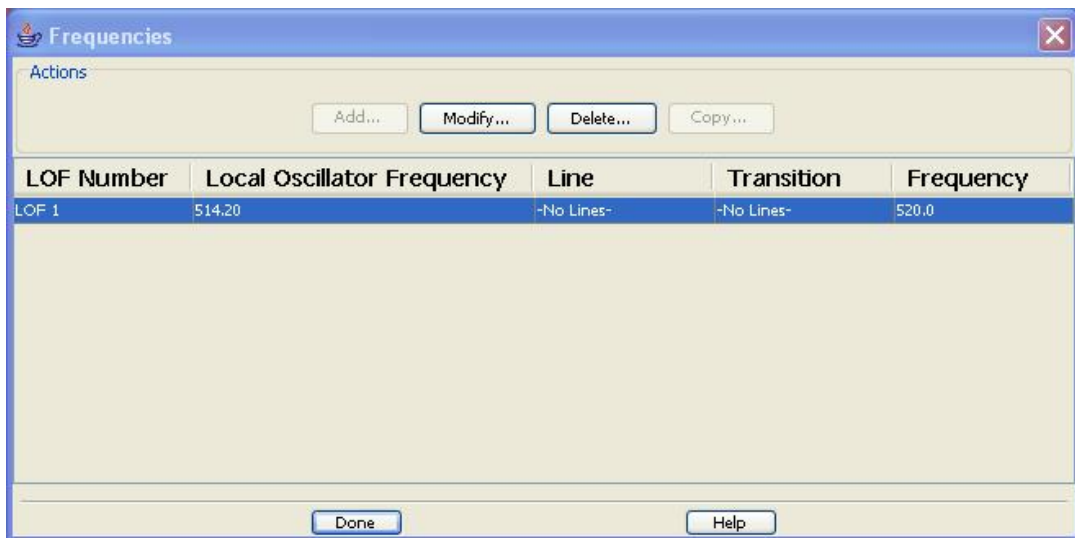 Frequencies
Actions
Add... Modify... Delete... Copy...
LOF Number Local Oscillator Frequency Line Transition Frequency
LOF 1 514.20 -No Lines- -No Lines- 520.0
Done Help